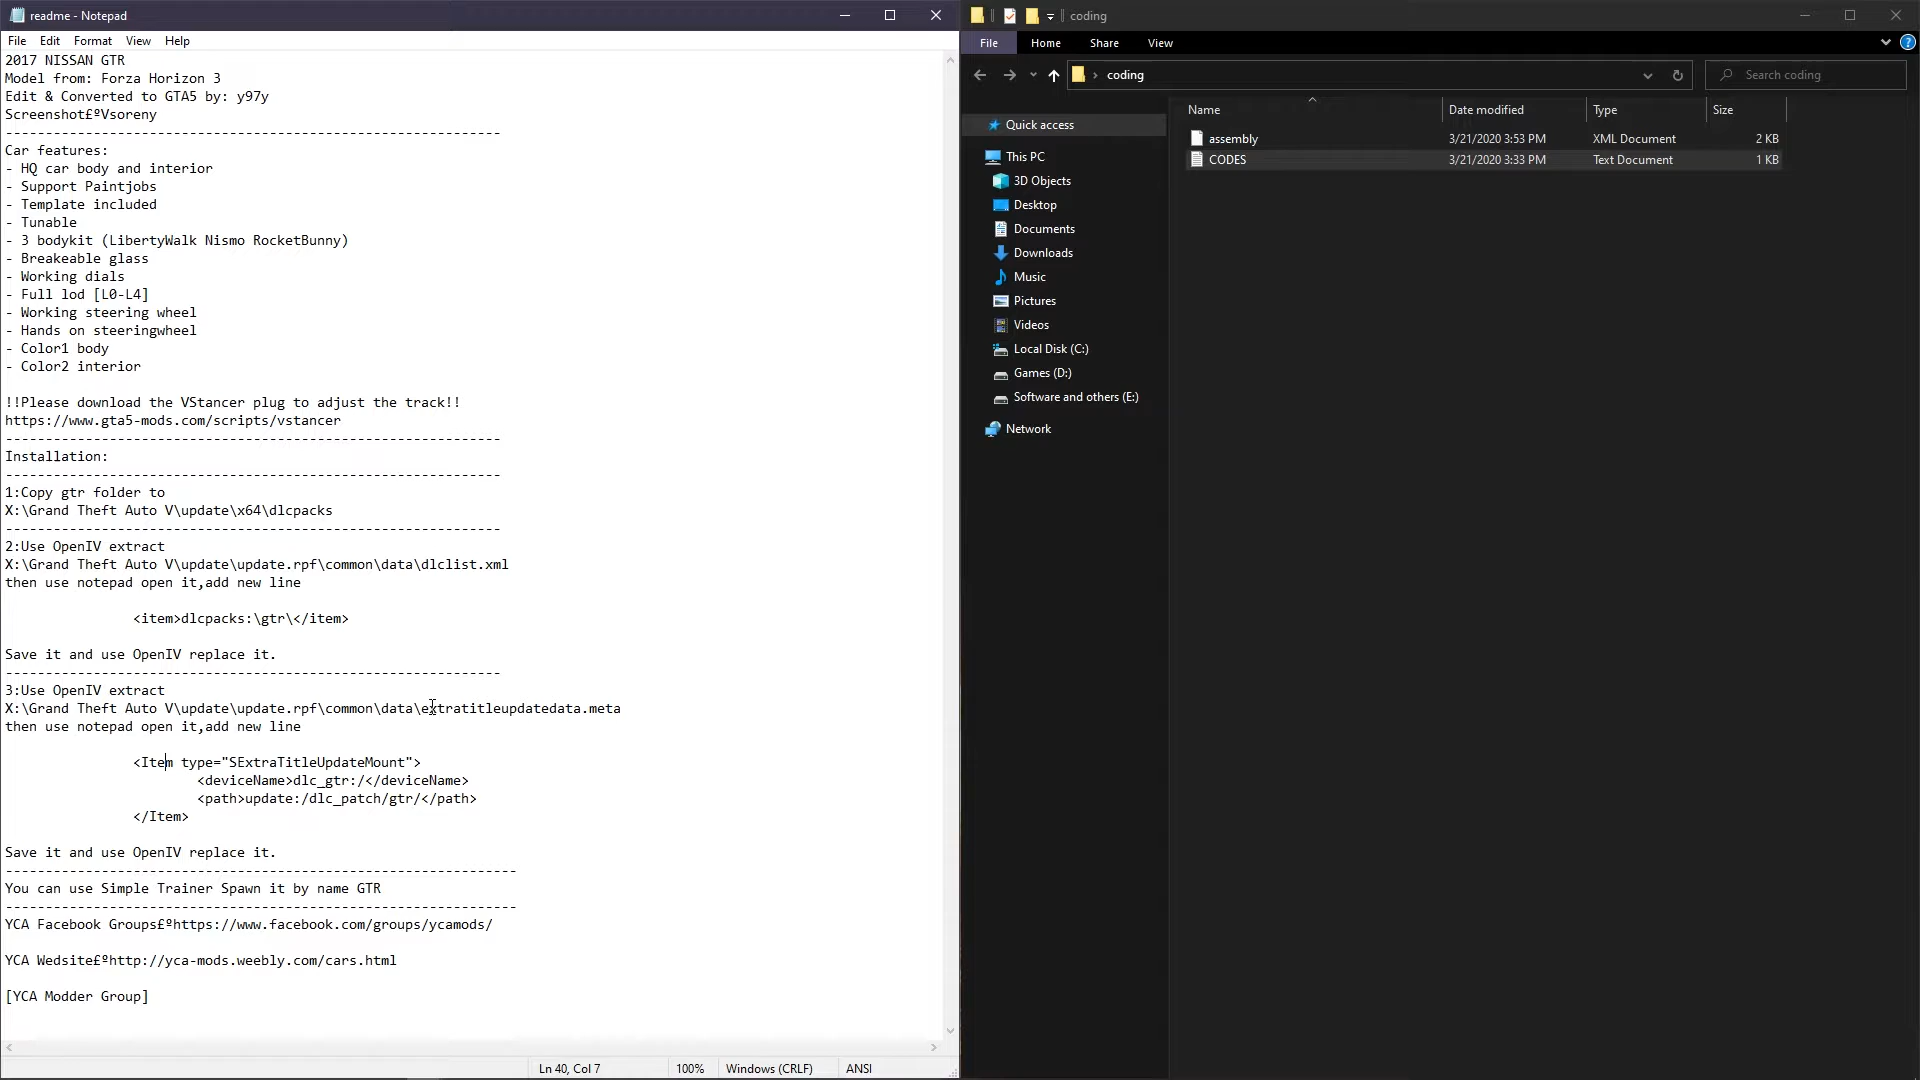 readme - Notepad
File Edit Format View Help
2017 NISSAN GTR
Model from: Forza Horizon 3
Edit & Converted to GTA5 by: y97y
Screenshot£ºVsoreny
--------------------------------------------------------------
Car features:
- HQ car body and interior
- Support Paintjobs
- Template included
- Tunable
- 3 bodykit (LibertyWalk Nismo RocketBunny)
- Breakeable glass
- Working dials
- Full lod [L0-L4]
- Working steering wheel
- Hands on steeringwheel
- Color1 body
- Color2 interior
!!Please download the VStancer plug to adjust the track!!
https://www.gta5-mods.com/scripts/vstancer
--------------------------------------------------------------
Installation:
--------------------------------------------------------------
1:Copy gtr folder to
X:\Grand Theft Auto V\update\x64\dlcpacks
--------------------------------------------------------------
2:Use OpenIV extract
X:\Grand Theft Auto V\update\update.rpf\common\data\dlclist.xml
then use notepad open it,add new line
<item>dlcpacks:\gtr\</item>
Save it and use OpenIV replace it.
--------------------------------------------------------------
3:Use OpenIV extract
X:\Grand Theft Auto V\update\update.rpf\common\data\extratitleupdatedata.meta
then use notepad open it,add new line
<Item type="SExtraTitleUpdateMount">
<deviceName>dlc_gtr:/</deviceName>
<path>update:/dlc_patch/gtr/</path>
</Item>
Save it and use OpenIV replace it.
----------------------------------------------------------------
You can use Simple Trainer Spawn it by name GTR
----------------------------------------------------------------
YCA Facebook Groups£ºhttps://www.facebook.com/groups/ycamods/
YCA Wedsite£ºhttp://yca-mods.weebly.com/cars.html
[YCA Modder Group]
Ln 40, Col 7 100% Windows (CRLF) ANSI
coding
File Home Share View
coding
Search coding
Name Date modified Type Size
assembly 3/21/2020 3:53 PM XML Document 2 KB
CODES 3/21/2020 3:33 PM Text Document 1 KB
Quick access
This PC
3D Objects
Desktop
Documents
Downloads
Music
Pictures
Videos
Local Disk (C:)
Games (D:)
Software and others (E:)
Network